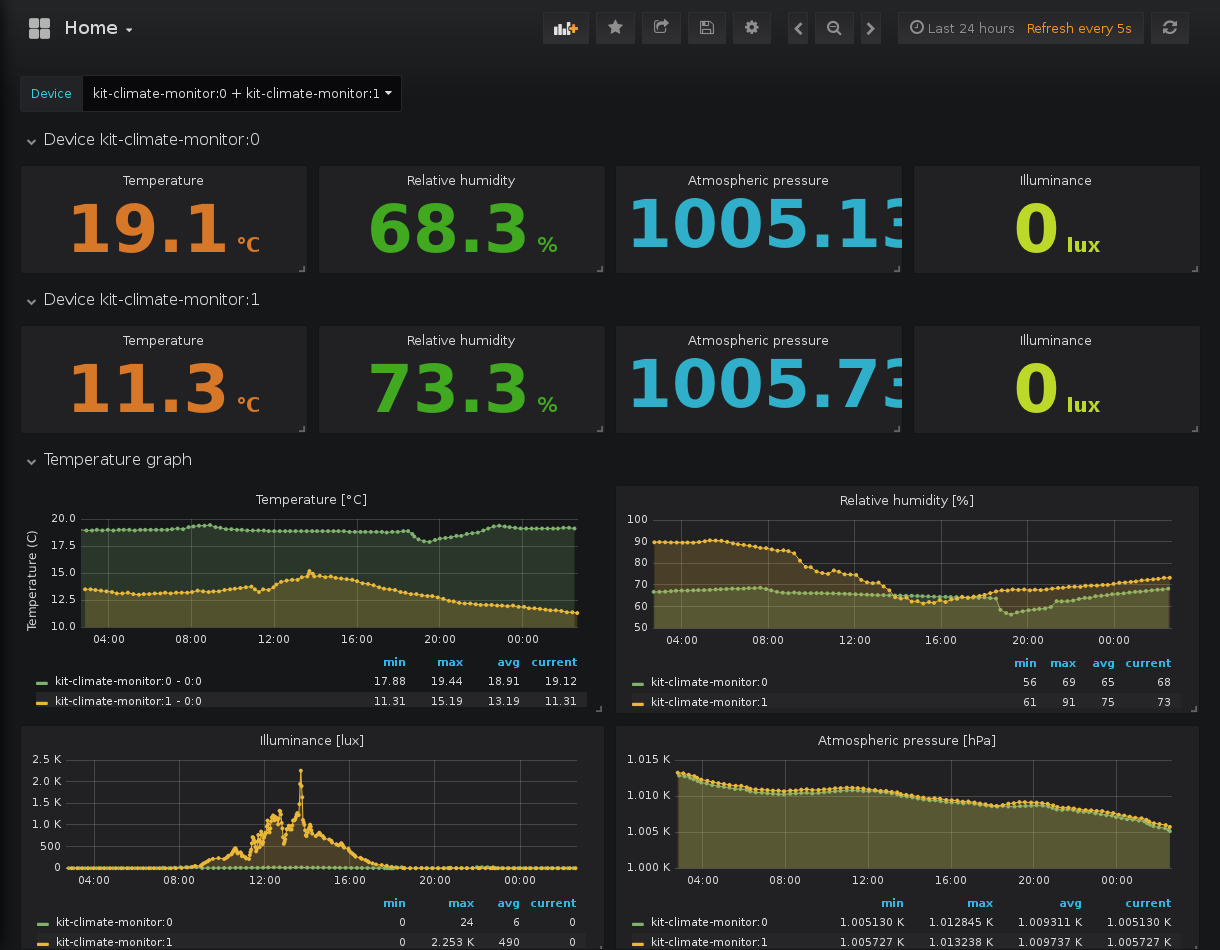 Home
Last 24 hours Refresh every 5s
Device kit-climate-monitor:0 + kit-climate-monitor:1
Device kit-climate-monitor:0
Temperature Relative humidity Atmospheric pressure Illuminance
19.1 °C 68.3 % 1005.13 0 lux
Device kit-climate-monitor:1
Temperature Relative humidity Atmospheric pressure Illuminance
11.3 °C 73.3 % 1005.73 0 lux
Temperature graph
Temperature [°C]
Temperature (C)
20.0
17.5
15.0
12.5
10.0
04:00 08:00 12:00 16:00 20:00 00:00
min max avg current
kit-climate-monitor:0 - 0:0 17.88 19.44 18.91 19.12
kit-climate-monitor:1 - 0:0 11.31 15.19 13.19 11.31
Relative humidity [%]
100
90
80
70
60
50
04:00 08:00 12:00 16:00 20:00 00:00
min max avg current
kit-climate-monitor:0 56 69 65 68
kit-climate-monitor:1 61 91 75 73
Illuminance [lux]
2.5 K
2.0 K
1.5 K
1.0 K
500
0
04:00 08:00 12:00 16:00 20:00 00:00
min max avg current
kit-climate-monitor:0 0 24 6 0
kit-climate-monitor:1 0 2.253 K 490 0
Atmospheric pressure [hPa]
1.015 K
1.010 K
1.005 K
1.000 K
04:00 08:00 12:00 16:00 20:00 00:00
min max avg current
kit-climate-monitor:0 1.005130 K 1.012845 K 1.009311 K 1.005130 K
kit-climate-monitor:1 1.005727 K 1.013238 K 1.009737 K 1.005727 K